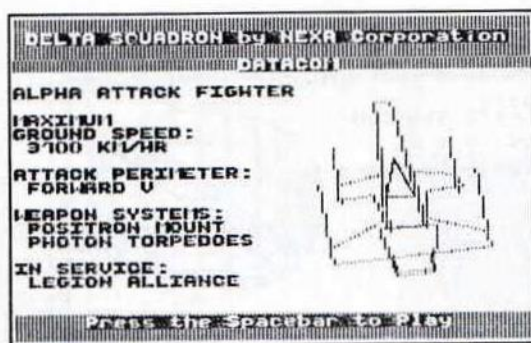 DELTA SQUADRON by NEXA Corporation
DATACOM
ALPHA ATTACK FIGHTER
MAXIMUM
GROUND SPEED:
3100 KM/HR
ATTACK PERIMETER:
FORWARD V
WEAPON SYSTEMS:
POSITRON MOUNT
PHOTON TORPEDOES
IN SERVICE:
LEGION ALLIANCE
Press the Spacebar to Play